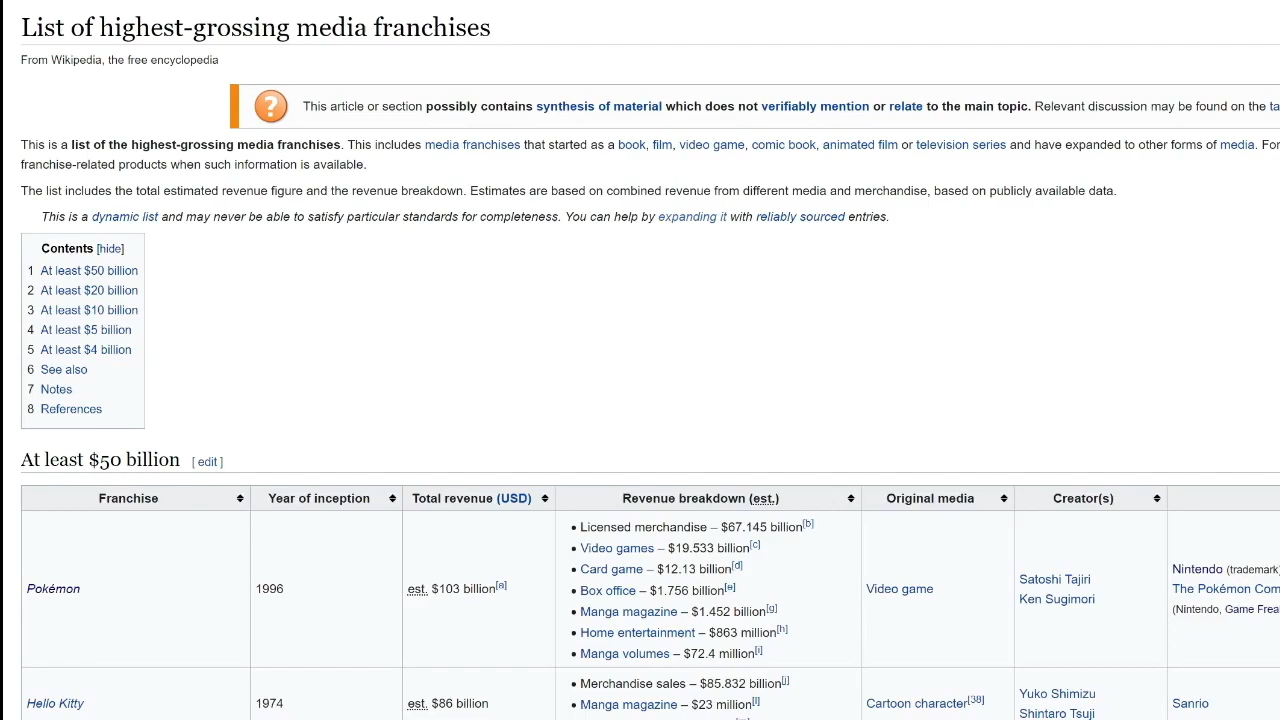 List of highest-grossing media franchises
From Wikipedia, the free encyclopedia
This article or section possibly contains synthesis of material which does not verifiably mention or relate to the main topic. Relevant discussion may be found on the
This is a list of the highest-grossing media franchises. This includes media franchises that started as a book, film, video game, comic book, animated film or television series and have expanded to other forms of media. For
franchise-related products when such information is available.
The list includes the total estimated revenue figure and the revenue breakdown. Estimates are based on combined revenue from different media and merchandise, based on publicly available data.
This is a dynamic list and may never be able to satisfy particular standards for completeness. You can help by expanding it with reliably sourced entries.
Contents [hide]
1 At least $50 billion
2 At least $20 billion
3 At least $10 billion
4 At least $5 billion
5 At least $4 billion
6 See also
7 Notes
8 References
At least $50 billion [ edit ]
Franchise Year of inception Total revenue (USD) Revenue breakdown (est.) Original media Creator(s)
Pokémon 1996 est. $103 billion[a]
• Licensed merchandise – $67.145 billion[b]
• Video games – $19.533 billion[c]
• Card game – $12.13 billion[d]
• Box office – $1.756 billion[e]
• Manga magazine – $1.452 billion[g]
• Home entertainment – $863 million[h]
• Manga volumes – $72.4 million[i]
Video game
Satoshi Tajiri
Ken Sugimori
Nintendo (trademark)
The Pokémon Com
(Nintendo, Game Frea
Hello Kitty 1974 est. $86 billion
• Merchandise sales – $85.832 billion[j]
• Manga magazine – $23 million[l]
Cartoon character[38]
Yuko Shimizu
Shintaro Tsuji
Sanrio